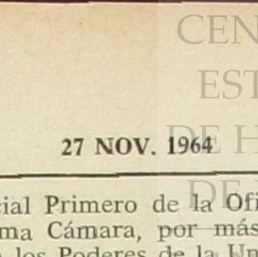 CEN
EST
27 NOV. 1964
DE H
DE
cial Primero de la Ofi
ma Cámara, por más
los Poderes de la Un